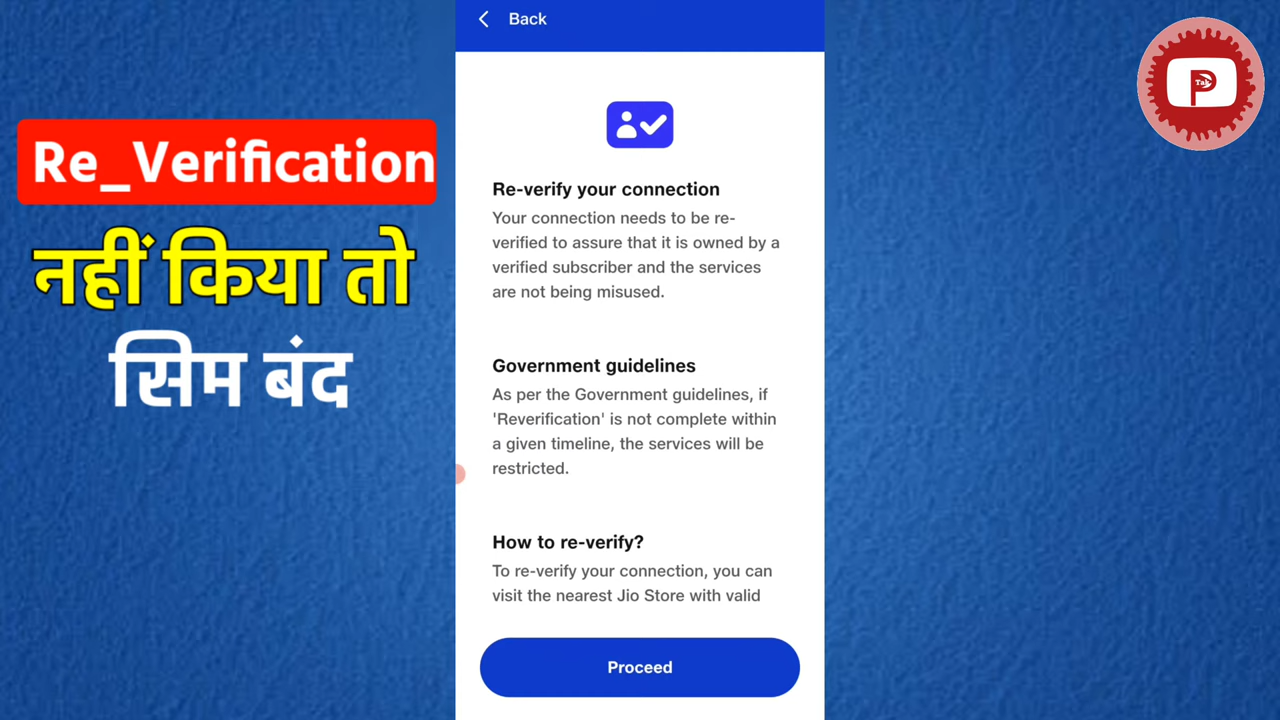 Back
Re_Verification
नहीं किया तो
सिम बंद
Re-verify your connection
Your connection needs to be re-
verified to assure that it is owned by a
verified subscriber and the services
are not being misused.
Government guidelines
As per the Government guidelines, if
'Reverification' is not complete within
a given timeline, the services will be
restricted.
How to re-verify?
To re-verify your connection, you can
visit the nearest Jio Store with valid
Proceed
P
Tak